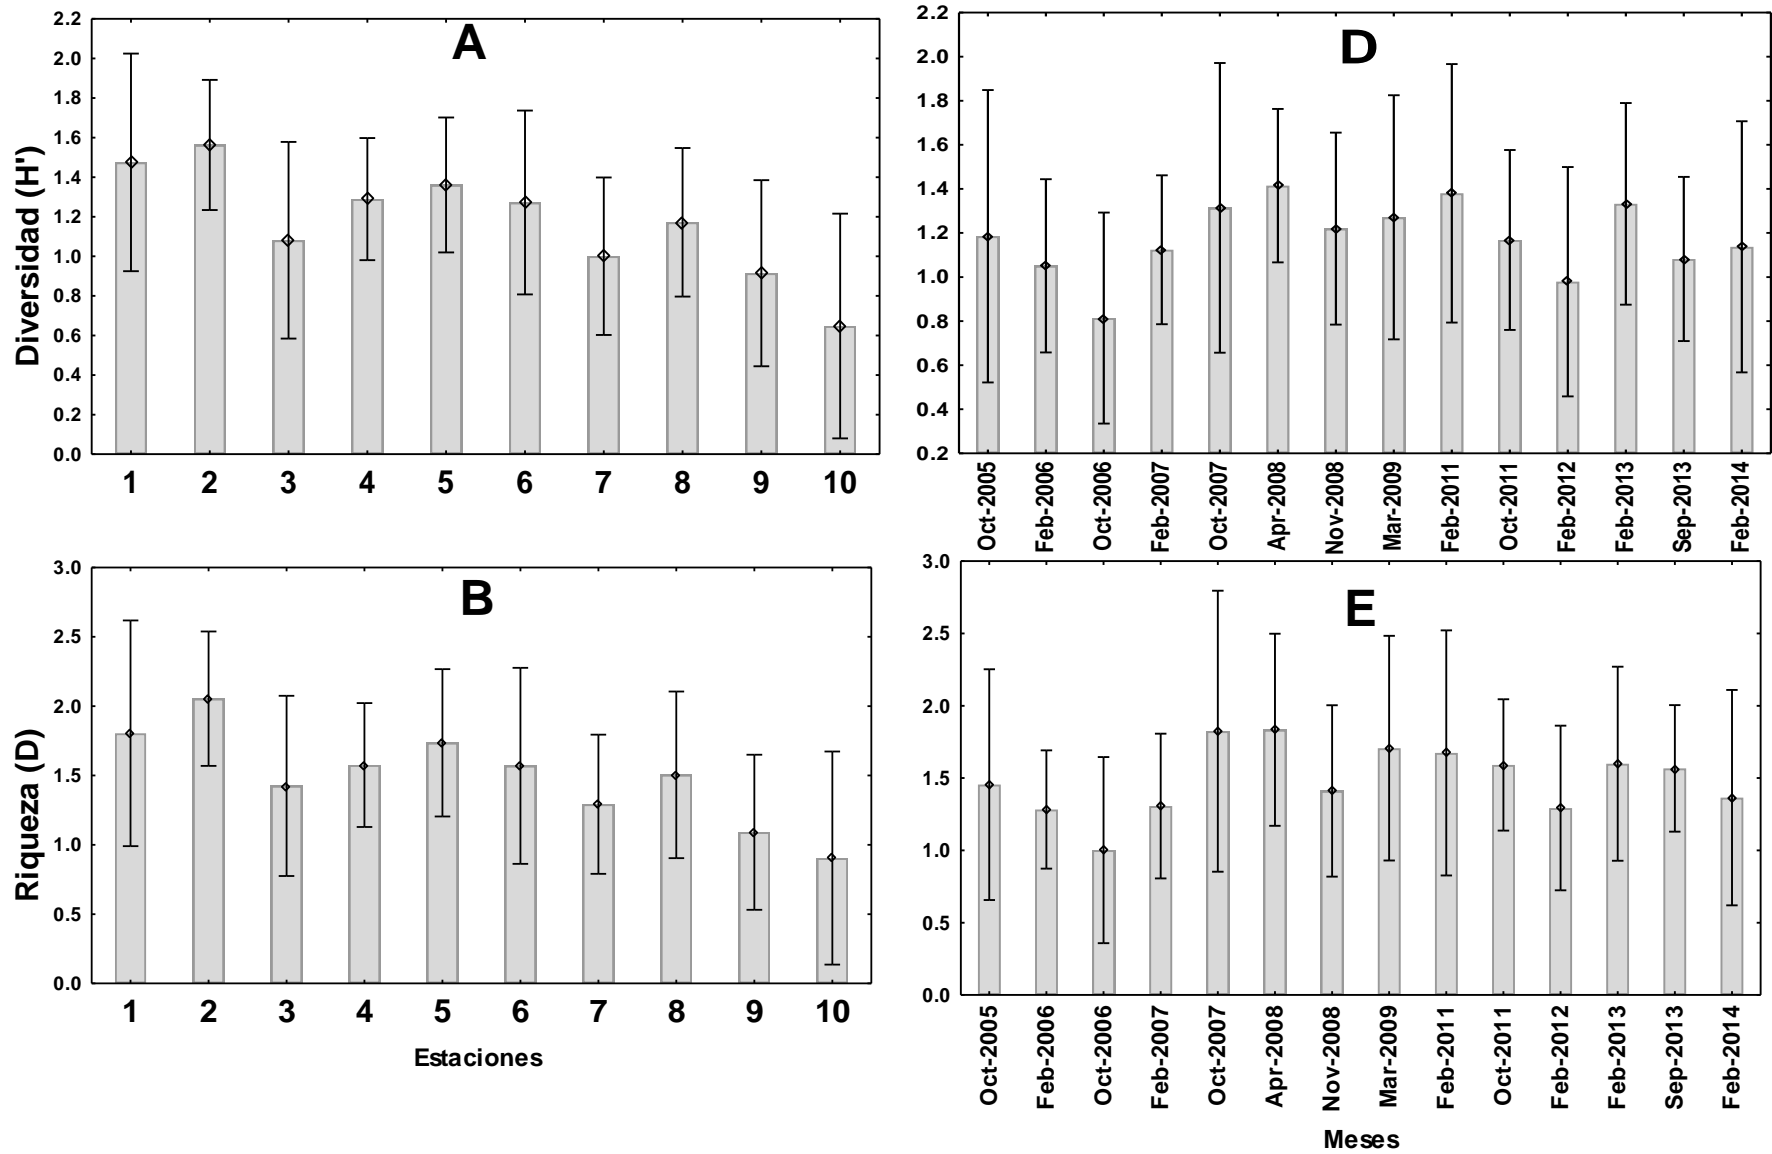 A
Diversidad (H')
2.2
2.0
1.8
1.6
1.4
1.2
1.0
0.8
0.6
0.4
0.2
0.0
1 2 3 4 5 6 7 8 9 10
D
2.2
2.0
1.8
1.6
1.4
1.2
1.0
0.8
0.6
0.4
0.2
Oct-2005
Feb-2006
Oct-2006
Feb-2007
Oct-2007
Apr-2008
Nov-2008
Mar-2009
Feb-2011
Oct-2011
Feb-2012
Feb-2013
Sep-2013
Feb-2014
B
Riqueza (D)
3.0
2.5
2.0
1.5
1.0
0.5
0.0
1 2 3 4 5 6 7 8 9 10
Estaciones
E
3.0
2.5
2.0
1.5
1.0
0.5
0.0
Oct-2005
Feb-2006
Oct-2006
Feb-2007
Oct-2007
Apr-2008
Nov-2008
Mar-2009
Feb-2011
Oct-2011
Feb-2012
Feb-2013
Sep-2013
Feb-2014
Meses